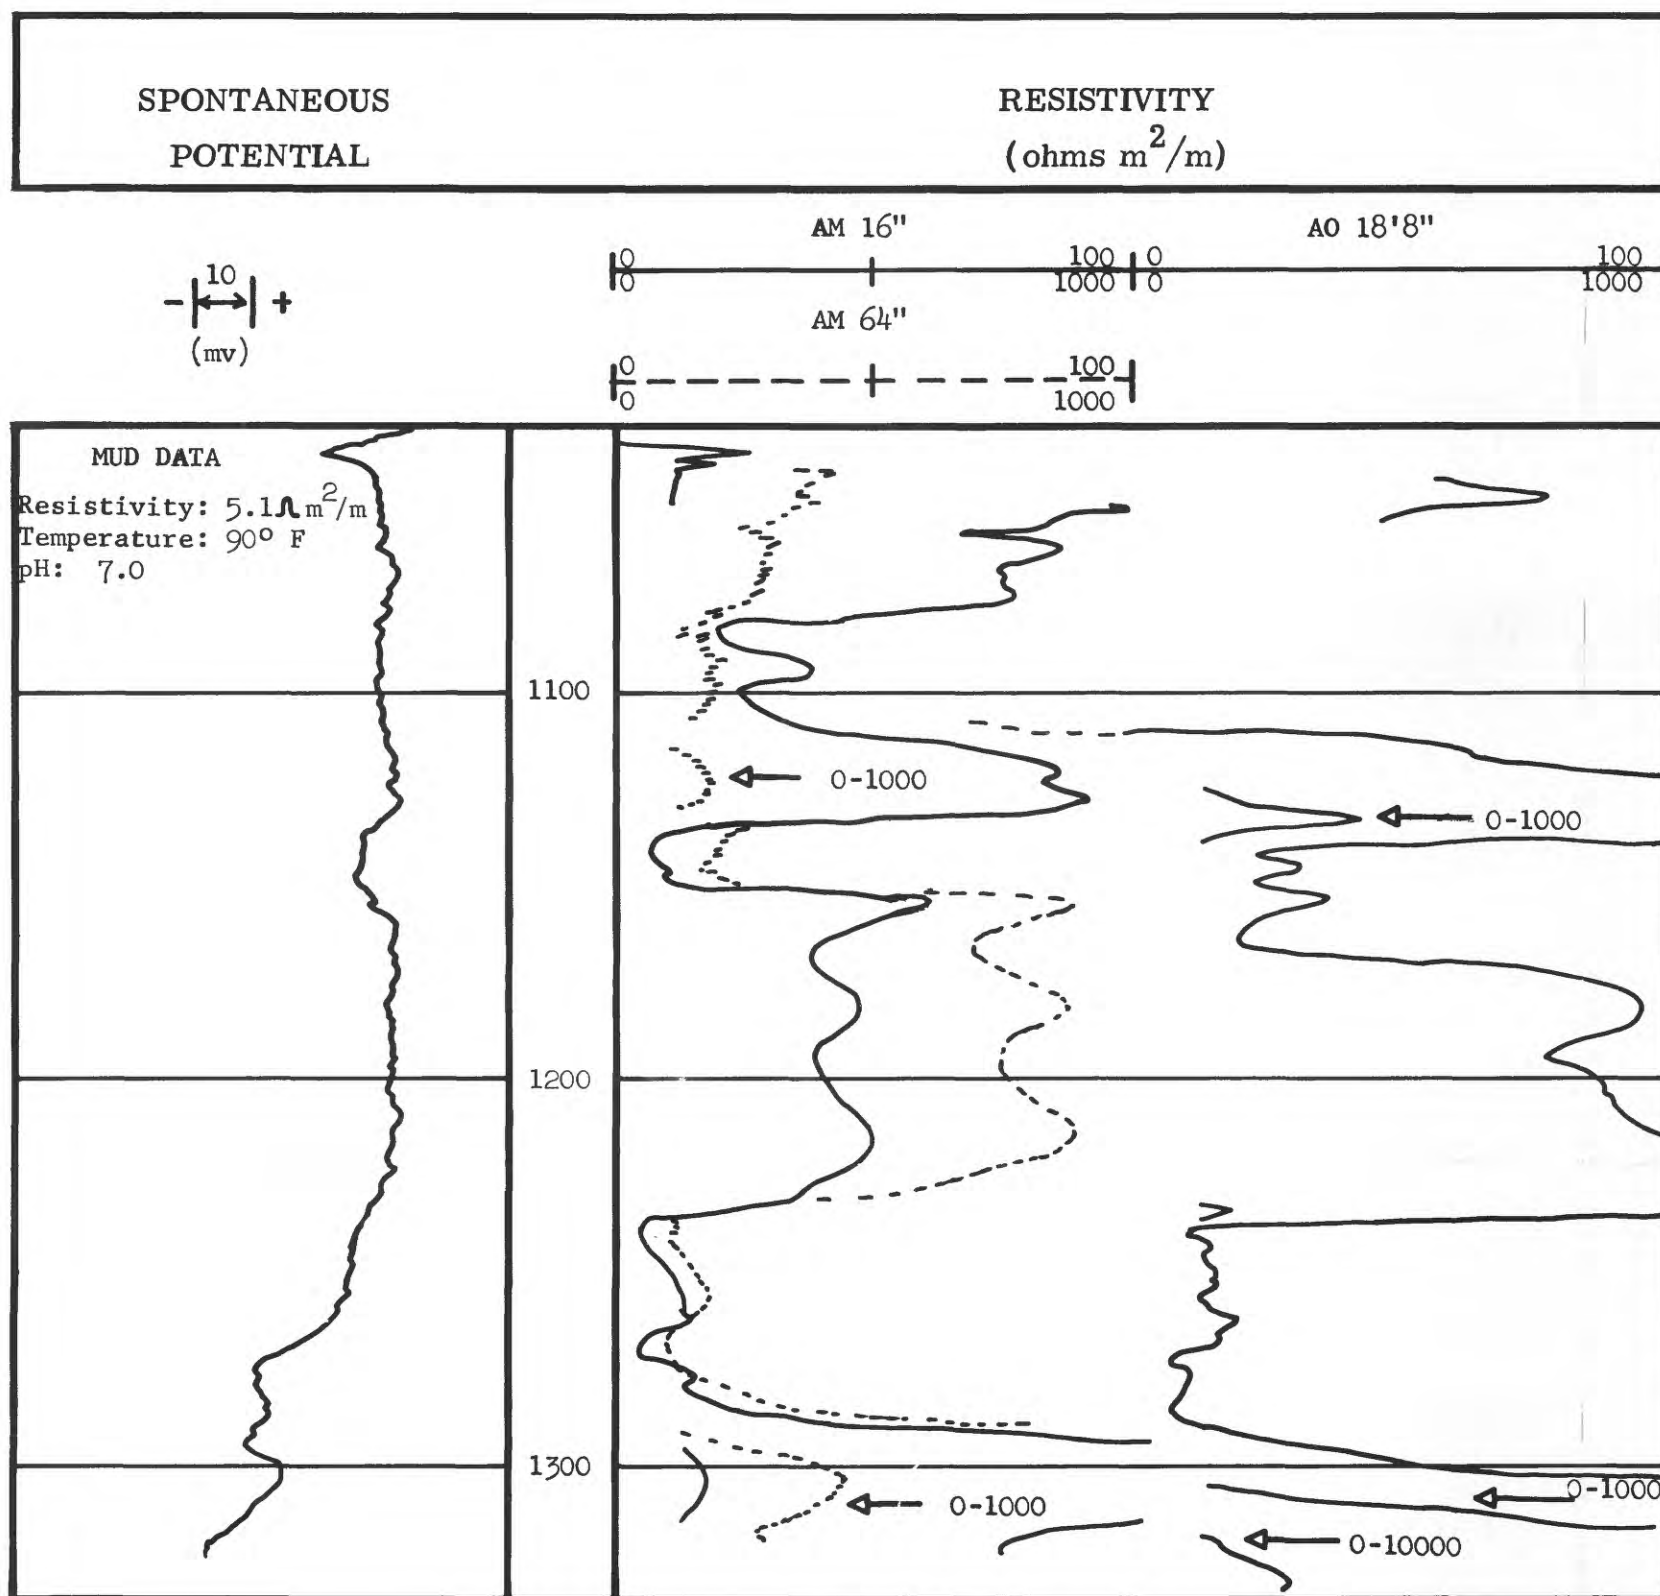 SPONTANEOUS
POTENTIAL
RESISTIVITY
(ohms m²/m)
AM 16"
0 100
0 1000
AO 18'8"
0 100
0 1000
- 10 +
(mv)
AM 64"
0 100
0 1000
MUD DATA
Resistivity: 5.1Ω m²/m
Temperature: 90° F
pH: 7.0
1100
0-1000
0-1000
1200
1300
0-1000
0-1000
0-10000